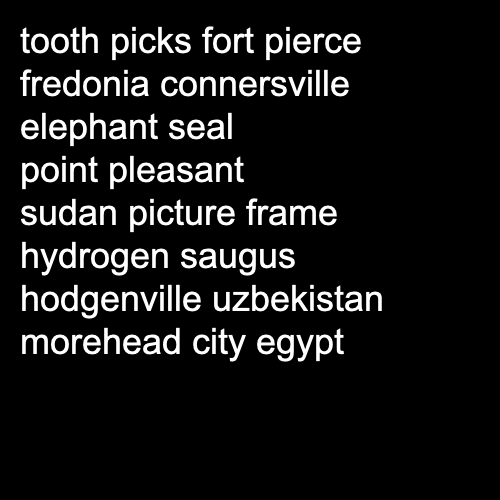 tooth picks fort pierce
fredonia connersville
elephant seal
point pleasant
sudan picture frame
hydrogen saugus
hodgenville uzbekistan
morehead city egypt